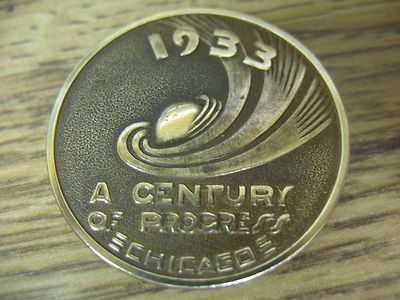 1933
A CENTURY
OF PROGRESS
CHICAGO